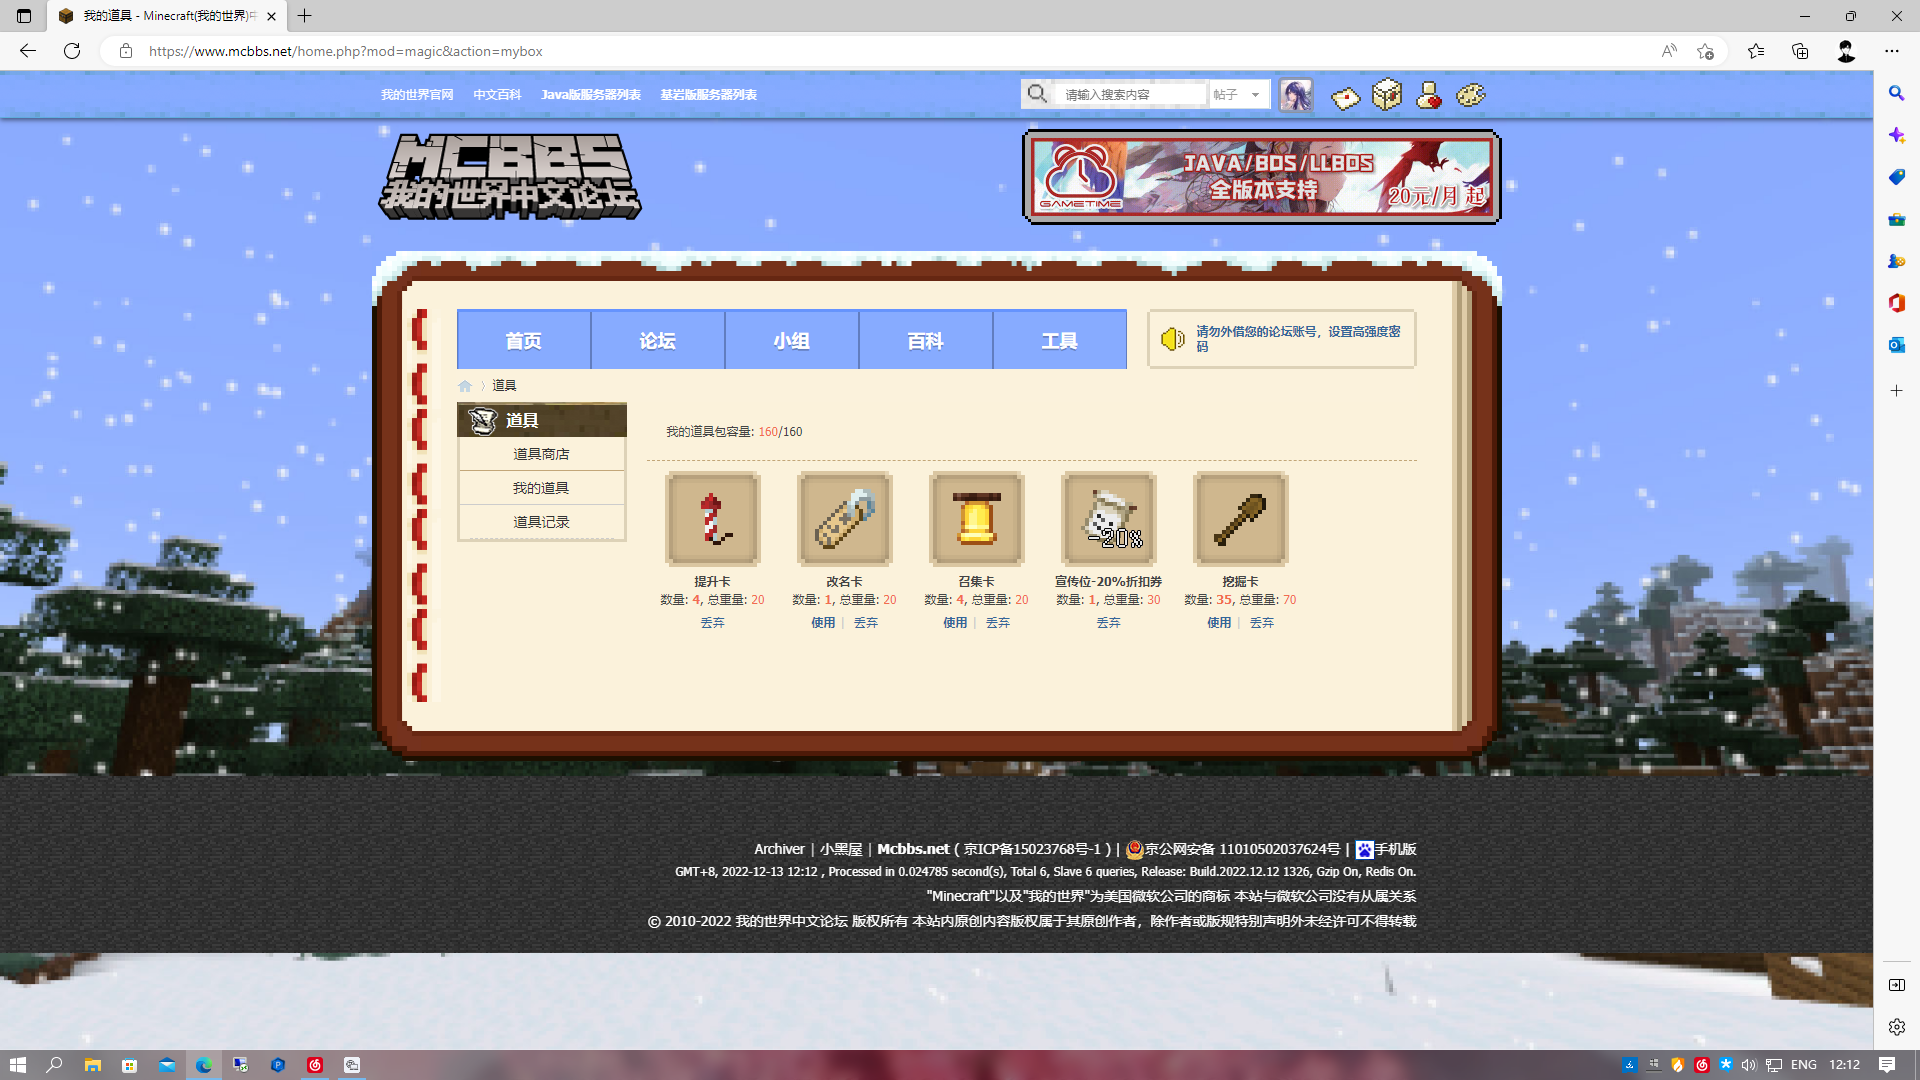 我的道具 - Minecraft(我的世界)中
https://www.mcbbs.net/home.php?mod=magic&action=mybox
我的世界官网 中文百科 Java版服务器列表 基岩版服务器列表
请输入搜索内容 帖子
MCBBS
我的世界中文论坛
JAVA/BDS/LLBDS
全版本支持
20元/月 起
GAMETIME
首页 论坛 小组 百科 工具
请勿外借您的论坛账号，设置高强度密
码
道具
道具
道具商店
我的道具
道具记录
我的道具包容量: 160/160
-20%
提升卡 改名卡 召集卡 宣传位-20%折扣券 挖掘卡
数量: 4, 总重量: 20 数量: 1, 总重量: 20 数量: 4, 总重量: 20 数量: 1, 总重量: 30 数量: 35, 总重量: 70
丢弃 使用 | 丢弃 使用 | 丢弃 丢弃 使用 | 丢弃
Archiver | 小黑屋 | Mcbbs.net ( 京ICP备15023768号-1 ) | 京公网安备 11010502037624号 | 手机版
GMT+8, 2022-12-13 12:12 , Processed in 0.024785 second(s), Total 6, Slave 6 queries, Release: Build.2022.12.12 1326, Gzip On, Redis On.
"Minecraft"以及"我的世界"为美国微软公司的商标 本站与微软公司没有从属关系
© 2010-2022 我的世界中文论坛 版权所有 本站内原创内容版权属于其原创作者，除作者或版规特别声明外未经许可不得转载
ENG 12:12